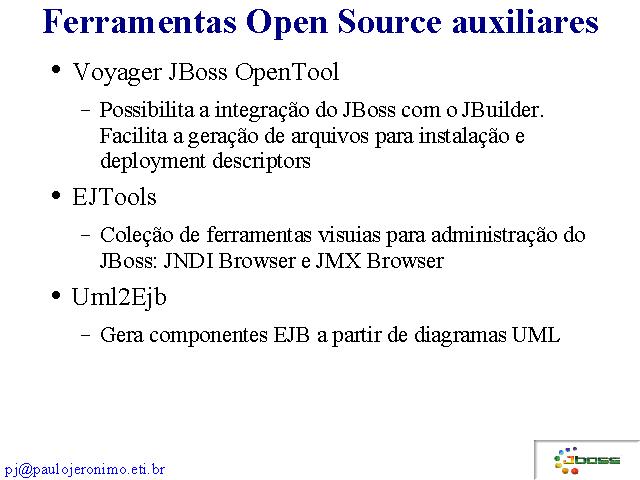 Ferramentas Open Source auxiliares
• Voyager JBoss OpenTool
– Possibilita a integração do JBoss com o JBuilder.
Facilita a geração de arquivos para instalação e
deployment descriptors
• EJTools
– Coleção de ferramentas visuias para administração do
JBoss: JNDI Browser e JMX Browser
• Uml2Ejb
– Gera componentes EJB a partir de diagramas UML
pj@paulojeronimo.eti.br
JBoss